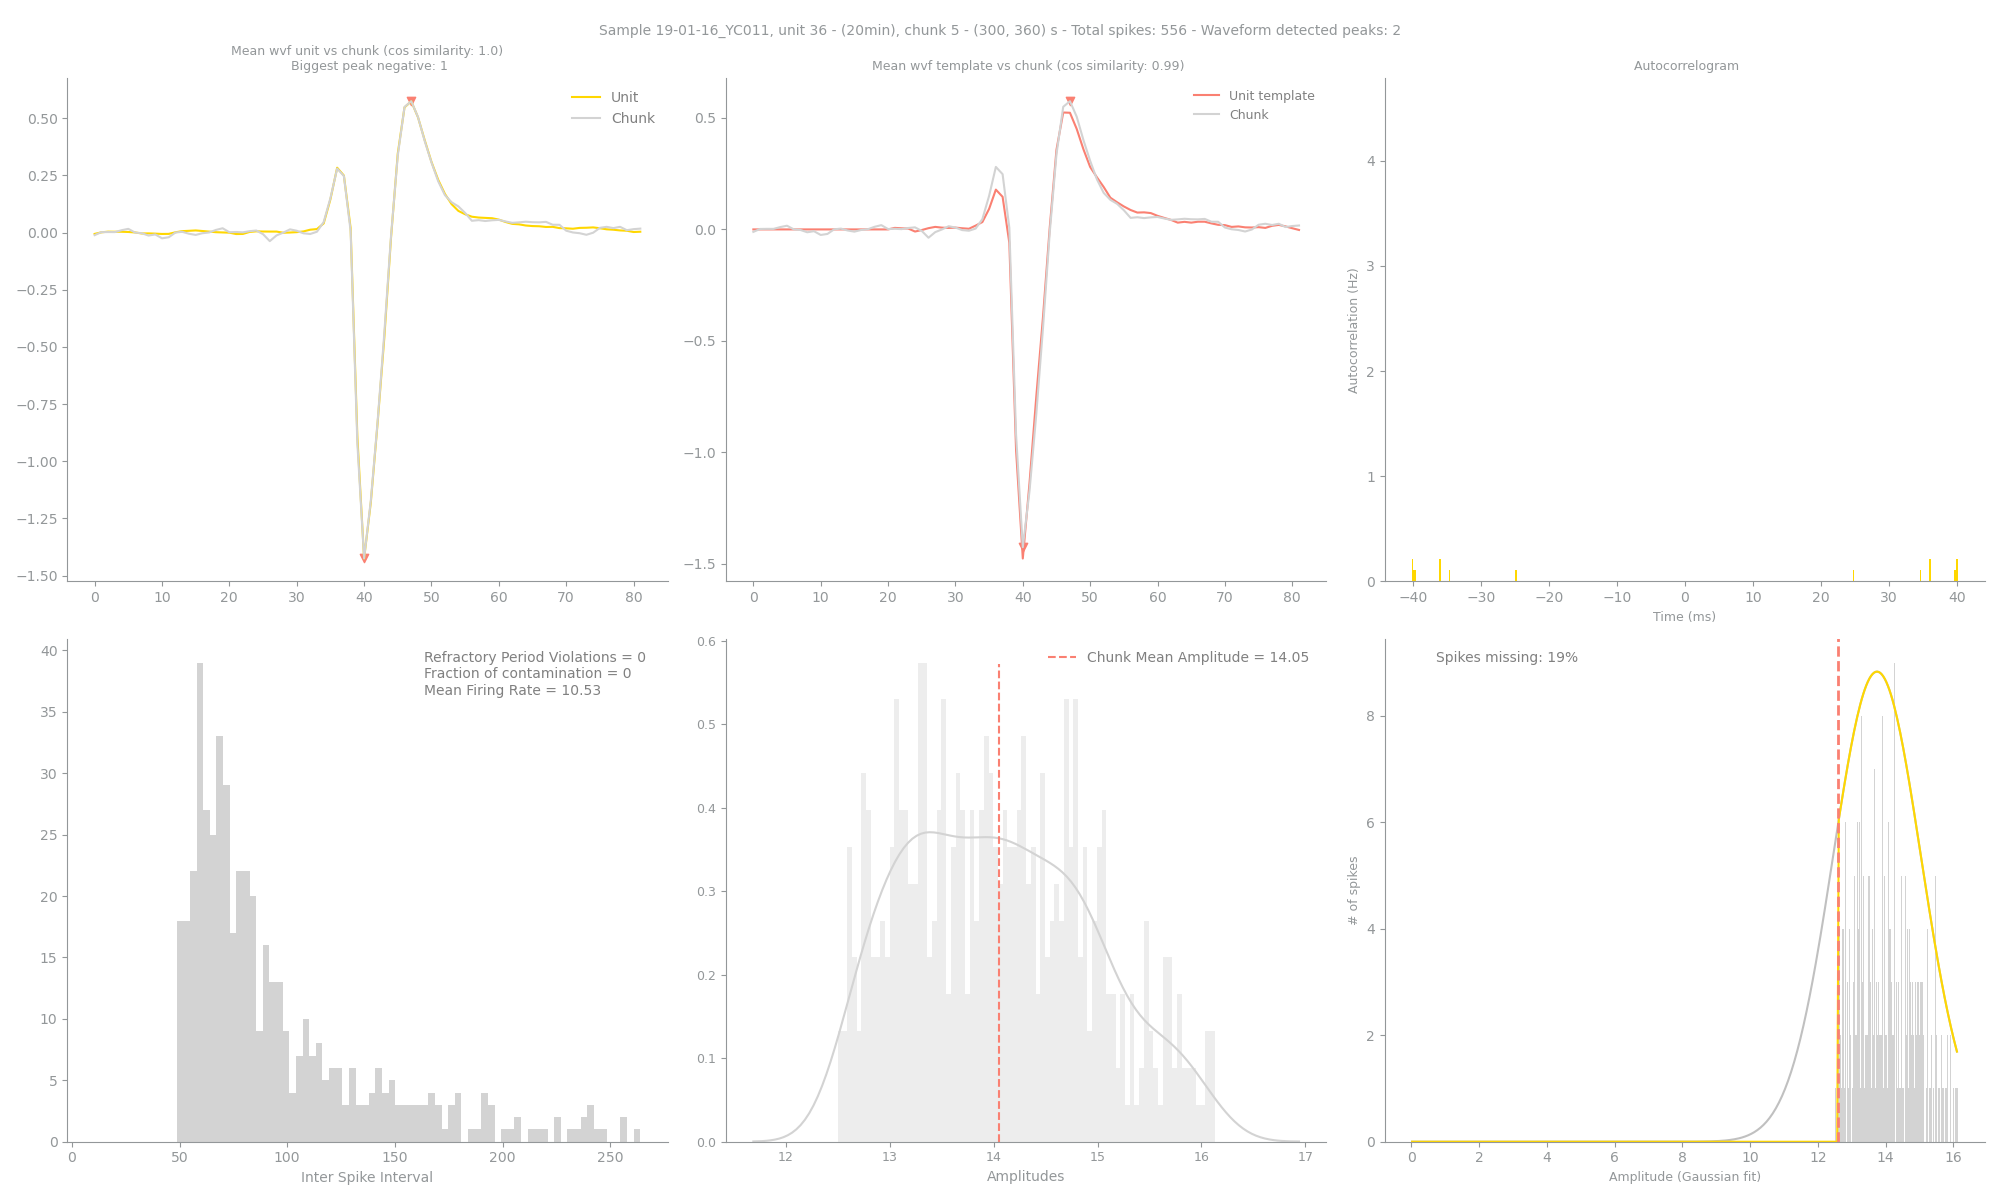 Sample 19-01-16_YC011, unit 36 - (20min), chunk 5 - (300, 360) s - Total spikes: 556 - Waveform detected peaks: 2
Mean wvf unit vs chunk (cos similarity: 1.0)
Biggest peak negative: 1
Unit
Chunk
0.50
0.25
0.00
−0.25
−0.50
−0.75
−1.00
−1.25
−1.50
0 10 20 30 40 50 60 70 80
Mean wvf template vs chunk (cos similarity: 0.99)
Unit template
Chunk
0.5
0.0
−0.5
−1.0
−1.5
0 10 20 30 40 50 60 70 80
Autocorrelogram
Autocorrelation (Hz)
4
3
2
1
0
−40 −30 −20 −10 0 10 20 30 40
Time (ms)
Refractory Period Violations = 0
Fraction of contamination = 0
Mean Firing Rate = 10.53
40
35
30
25
20
15
10
5
0
0 50 100 150 200 250
Inter Spike Interval
Chunk Mean Amplitude = 14.05
0.6
0.5
0.4
0.3
0.2
0.1
0.0
12 13 14 15 16 17
Amplitudes
Spikes missing: 19%
# of spikes
8
6
4
2
0
0 2 4 6 8 10 12 14 16
Amplitude (Gaussian fit)